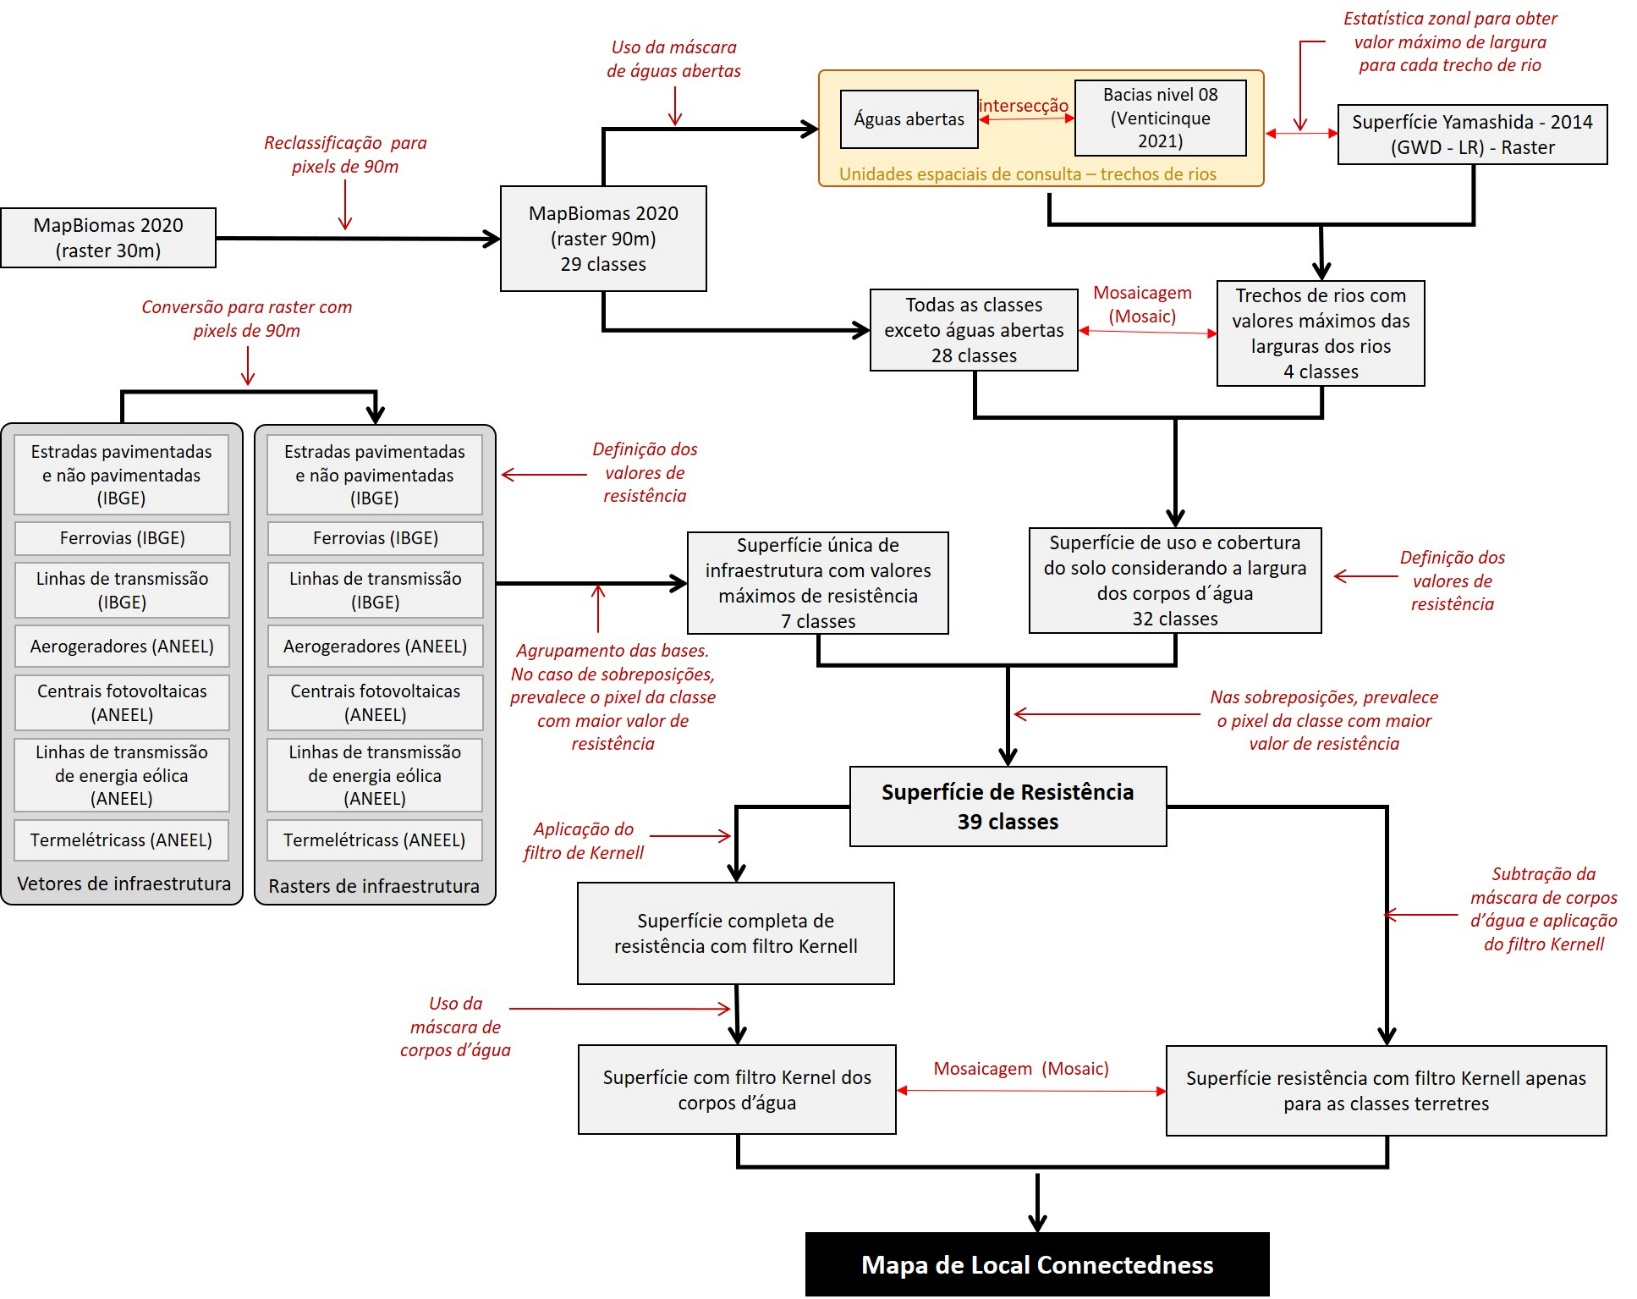 Estatística zonal para obter
valor máximo de largura
para cada trecho de rio
Uso da máscara
de águas abertas
Águas abertas
intersecção
Bacias nivel 08
(Venticinque
2021)
Unidades espaciais de consulta – trechos de rios
Superfície Yamashida - 2014
(GWD - LR) - Raster
Reclassificação para
pixels de 90m
MapBiomas 2020
(raster 30m)
MapBiomas 2020
(raster 90m)
29 classes
Todas as classes
exceto águas abertas
28 classes
Mosaicagem
(Mosaic)
Trechos de rios com
valores máximos das
larguras dos rios
4 classes
Conversão para raster com
pixels de 90m
Estradas pavimentadas
e não pavimentadas
(IBGE)
Ferrovias (IBGE)
Linhas de transmissão
(IBGE)
Aerogeradores (ANEEL)
Centrais fotovoltaicas
(ANEEL)
Linhas de transmissão
de energia eólica
(ANEEL)
Termelétricass (ANEEL)
Vetores de infraestrutura
Estradas pavimentadas
e não pavimentadas
(IBGE)
Ferrovias (IBGE)
Linhas de transmissão
(IBGE)
Aerogeradores (ANEEL)
Centrais fotovoltaicas
(ANEEL)
Linhas de transmissão
de energia eólica
(ANEEL)
Termelétricass (ANEEL)
Rasters de infraestrutura
Definição dos
valores de
resistência
Superfície única de
infraestrutura com valores
máximos de resistência
7 classes
Superfície de uso e cobertura
do solo considerando a largura
dos corpos d´água
32 classes
Definição dos
valores de
resistência
Agrupamento das bases.
No caso de sobreposições,
prevalece o pixel da classe
com maior valor de
resistência
Nas sobreposições, prevalece
o pixel da classe com maior
valor de resistência
Superfície de Resistência
39 classes
Aplicação do
filtro de Kernell
Subtração da
máscara de corpos
d’água e aplicação
do filtro Kernell
Superfície completa de
resistência com filtro Kernell
Uso da
máscara de
corpos d’água
Superfície com filtro Kernel dos
corpos d’água
Mosaicagem (Mosaic)
Superfície resistência com filtro Kernell apenas
para as classes terretres
Mapa de Local Connectedness